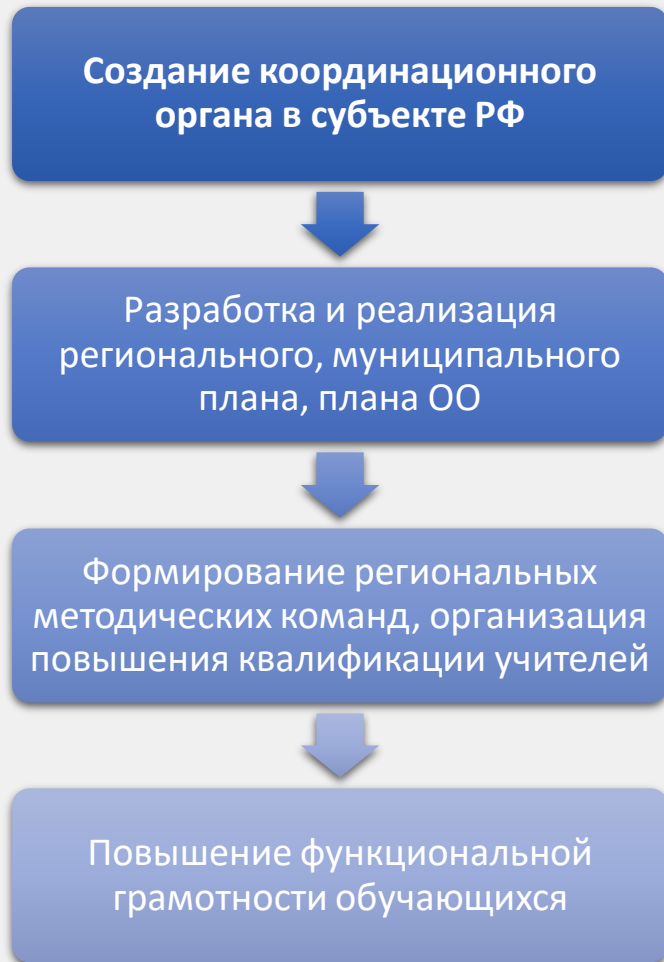 Создание координационного
органа в субъекте РФ
Разработка и реализация
регионального, муниципального
плана, плана ОО
Формирование региональных
методических команд, организация
повышения квалификации учителей
Повышение функциональной
грамотности обучающихся